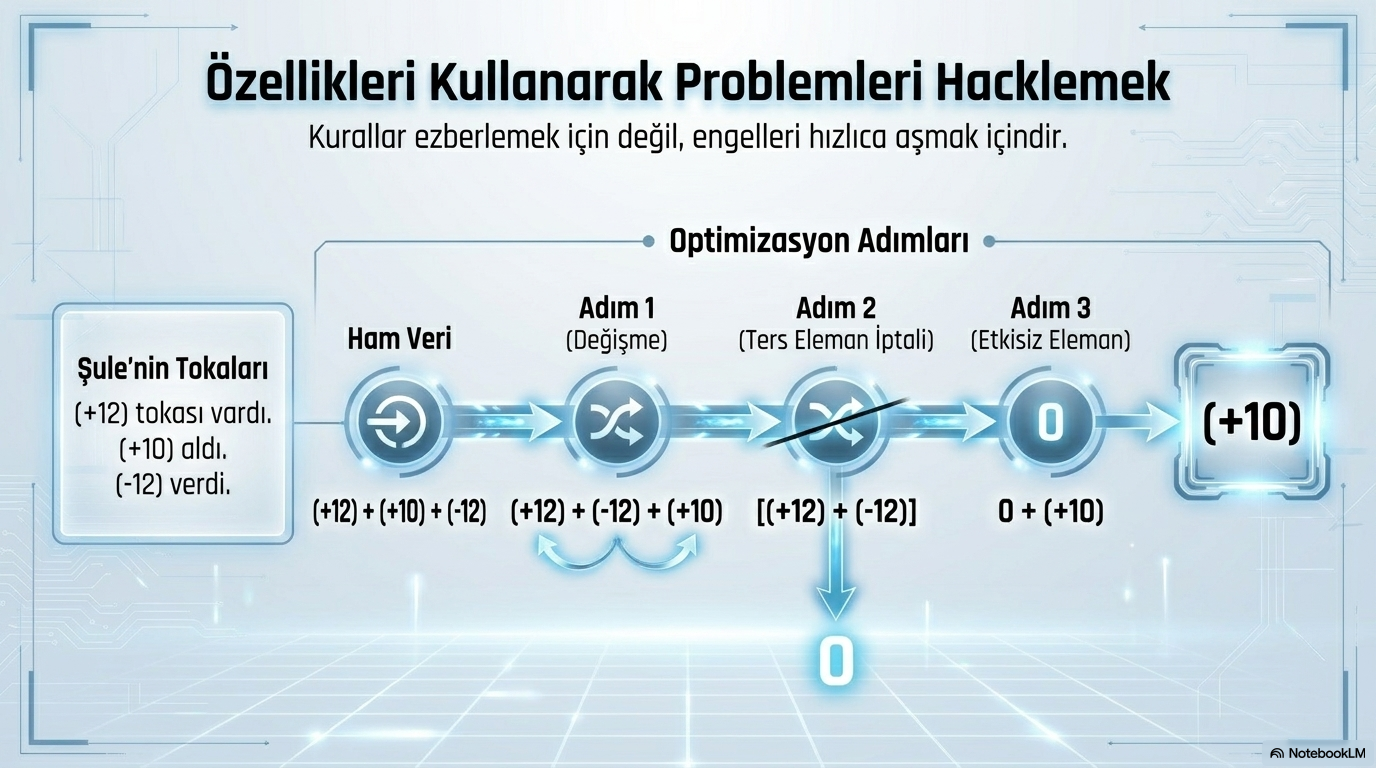 Özellikleri Kullanarak Problemleri Hacklemek
Kurallar ezberlemek için değil, engelleri hızlıca aşmak içindir.
Optimizasyon Adımları
Şule'nin Tokaları
(+12) tokası vardı.
(+10) aldı.
(-12) verdi.
Ham Veri
(+12) + (+10) + (-12)
Adım 1
(Değişme)
(+12) + (-12) + (+10)
Adım 2
(Ters Eleman İptali)
[(+12) + (-12)]
0
Adım 3
(Etkisiz Eleman)
0
0 + (+10)
(+10)
NotebookLM